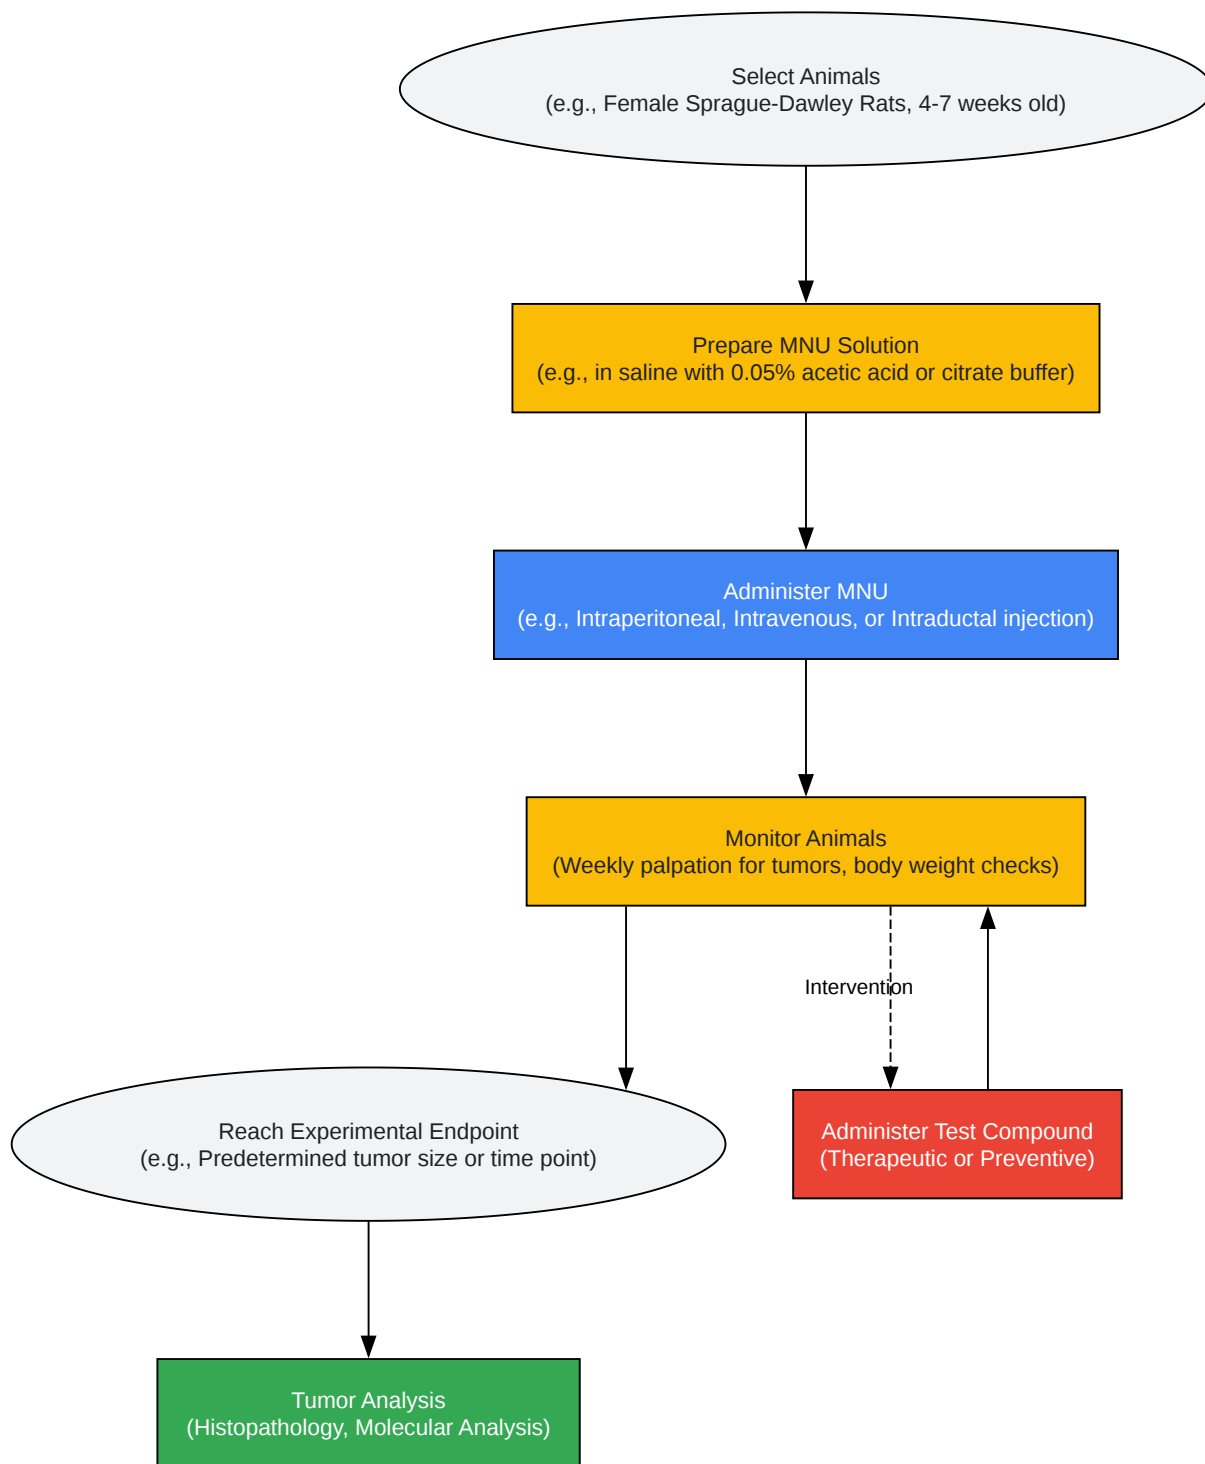 Select Animals
(e.g., Female Sprague-Dawley Rats, 4-7 weeks old)
Prepare MNU Solution
(e.g., in saline with 0.05% acetic acid or citrate buffer)
Administer MNU
(e.g., Intraperitoneal, Intravenous, or Intraductal injection)
Monitor Animals
(Weekly palpation for tumors, body weight checks)
Intervention
Reach Experimental Endpoint
(e.g., Predetermined tumor size or time point)
Administer Test Compound
(Therapeutic or Preventive)
Tumor Analysis
(Histopathology, Molecular Analysis)